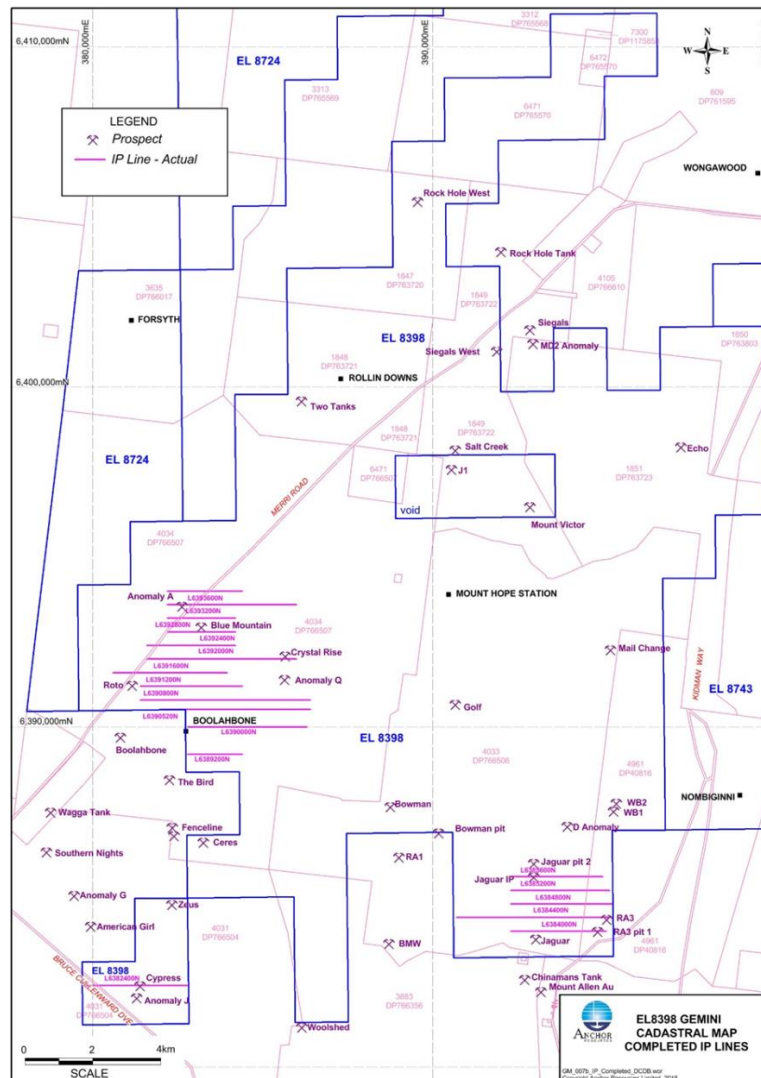 6,410,000mN
380,000mE
390,000mE
EL 8724
3313
DP765569
3312
DP765568
7300
6472
DP765570
609
DP761595
6471
DP765570
N
W E
S
LEGEND
Prospect
IP Line - Actual
WONGAWOOD
Rock Hole West
Rock Hole Tank
3635
DP766017
1847
DP763720
4105
DP766610
FORSYTH
1849
DP763722
Siegals
EL 8398
MD2 Anomaly
Siegals West
1850
DP763803
1848
DP763721
6,400,000mN
ROLLIN DOWNS
Two Tanks
1848
DP763721
1849
DP763722
Salt Creek
Echo
EL 8724
6471
J1
1851
DP763723
MERRI ROAD
void
Mount Victor
4034
DP766507
Anomaly A
L6393600N
L6393200N
L6392800N
Blue Mountain
L6392400N
L6392000N
4034
DP766507
MOUNT HOPE STATION
Crystal Rise
Mail Change
L6391600N
L6391200N
Anomaly Q
Roto
L6390800N
KIDMAN WAY
EL 8743
L6390520N
Golf
6,390,000mN
BOOLAHBONE
L6390000N
EL 8398
Boolahbone
L6389200N
4033
DP766506
4961
DP40816
The Bird
NOMBIGINNI
Wagga Tank
Bowman
WB2
WB1
Fenceline
Bowman pit
D Anomaly
Ceres
Southern Nights
RA1
Jaguar pit 2
L6385600N
Jaguar IP
L6385200N
Anomaly G
L6384800N
Zeus
L6384400N
American Girl
4031
DP766504
RA3
L6384000N
RA3 pit 1
BMW
Jaguar
4961
DP40816
EL 8398
Cypress
L6382400N
Chinamans Tank
Anomaly J
3883
DP766356
Mount Allen Au
4031
DP766504
Woolshed
0 2 4km
SCALE
ANCHOR
RESOURCES
EL8398 GEMINI
CADASTRAL MAP
COMPLETED IP LINES
GM_007b_IP_Completed_DCDB.wor